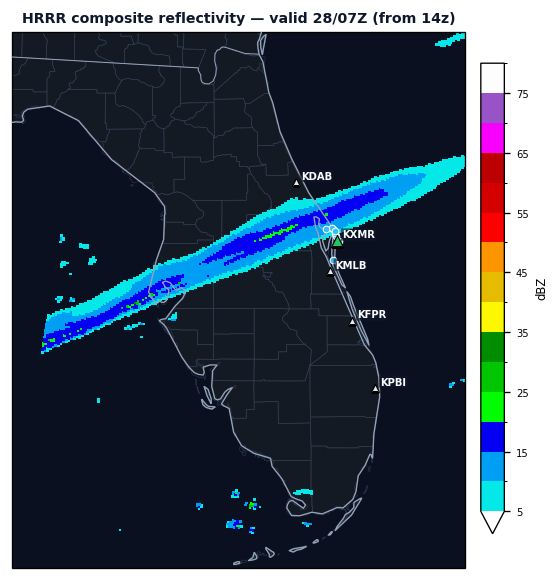 HRRR composite reflectivity — valid 28/07Z (from 14z)
KDAB
KXMR
KMLB
KFPR
KPBI
75
65
55
45
35
25
15
5
dBZ